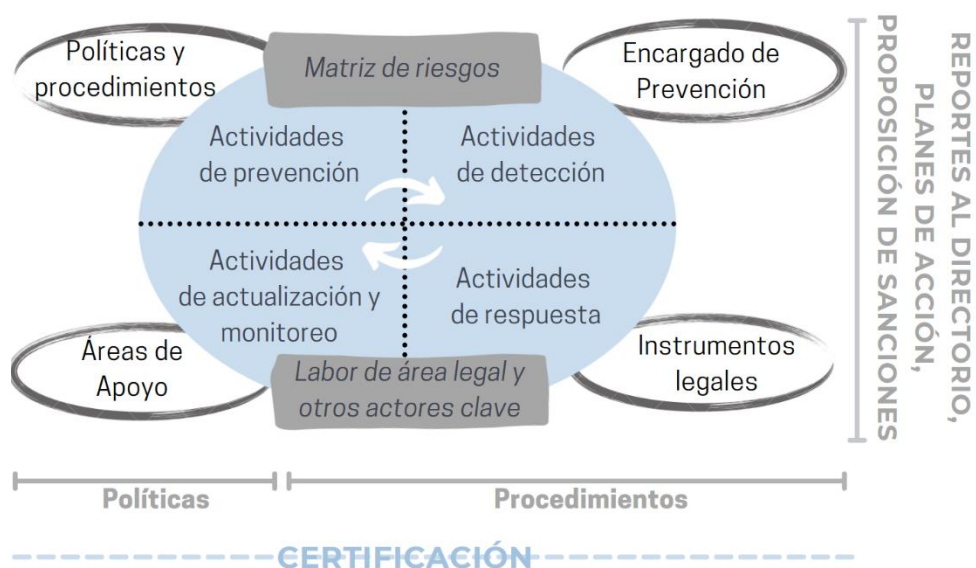 Políticas y
procedimientos
Matriz de riesgos
Encargado de
Prevención
Actividades
de prevención
Actividades
de detección
Actividades
de actualización y
monitoreo
Actividades
de respuesta
Áreas de
Apoyo
Labor de área legal y
otros actores clave
Instrumentos
legales
REPORTES AL DIRECTORIO,
PLANES DE ACCIÓN,
PROPOSICIÓN DE SANCIONES
Políticas
Procedimientos
CERTIFICACIÓN